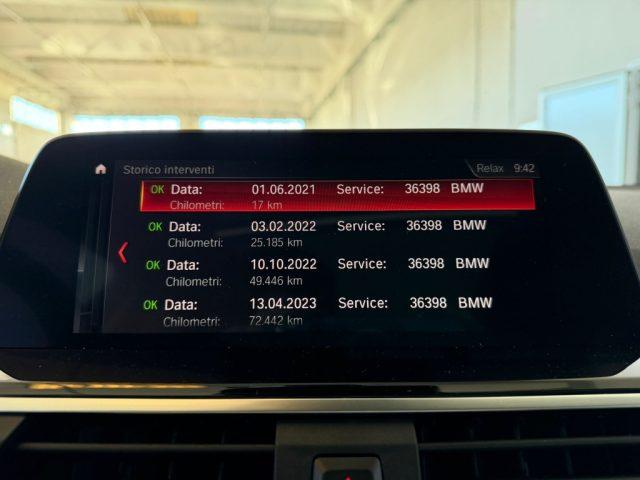 Storico interventi Relax 9:42
OK Data: 01.06.2021 Service: 36398 BMW
Chilometri: 17 km
OK Data: 03.02.2022 Service: 36398 BMW
Chilometri: 25.185 km
OK Data: 10.10.2022 Service: 36398 BMW
Chilometri: 49.446 km
OK Data: 13.04.2023 Service: 36398 BMW
Chilometri: 72.442 km